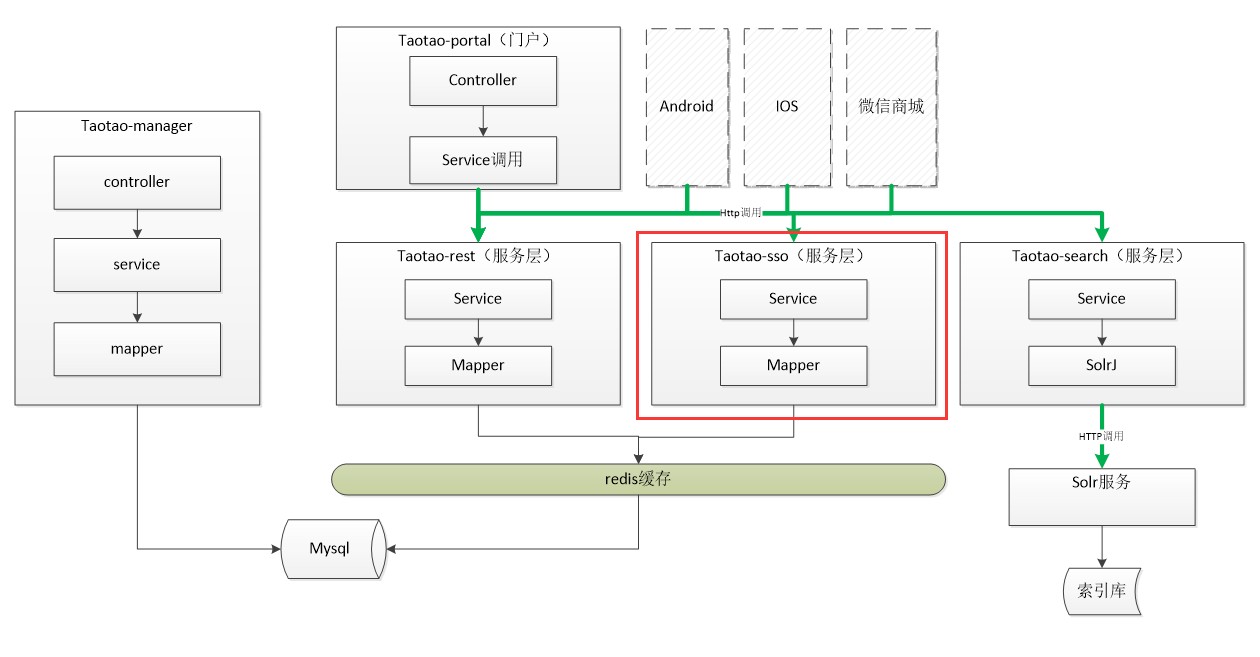 Taotao-manager
controller
service
mapper
Taotao-portal（门户）
Controller
Service调用
Android
IOS
微信商城
Http调用
Taotao-rest（服务层）
Service
Mapper
Taotao-sso（服务层）
Service
Mapper
Taotao-search（服务层）
Service
SolrJ
HTTP调用
redis缓存
Solr服务
Mysql
索引库